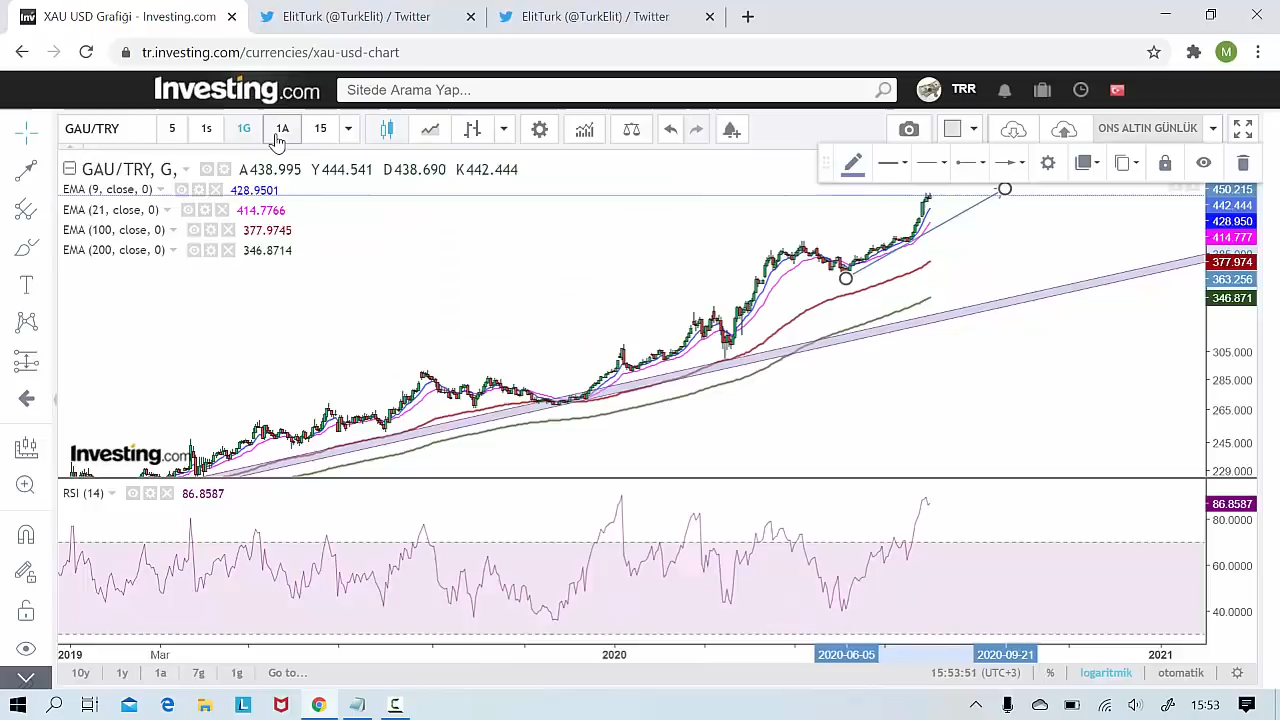 XAU USD Grafiği - Investing.com
ElitTurk (@TurkElit) / Twitter
ElitTurk (@TurkElit) / Twitter
tr.investing.com/currencies/xau-usd-chart
M
Investing.com
Sitede Arama Yap...
TRR
GAU/TRY
5
1s
1G
1A
15
ONS ALTIN GÜNLÜK
GAU/TRY, G,
A438.995
Y444.541
D438.690
K442.444
EMA (9, close, 0)
428.9501
EMA (21, close, 0)
414.7766
EMA (100, close, 0)
377.9745
EMA (200, close, 0)
346.8714
450.215
442.444
428.950
414.777
377.974
363.256
346.871
305.000
285.000
265.000
245.000
229.000
Investing.com
RSI (14)
86.8587
86.8587
80.0000
60.0000
40.0000
2019
Mar
2020
2020-06-05
2020-09-21
2021
10y
1y
1a
7g
1g
Go to...
15:53:51 (UTC+3)
%
logaritmik
otomatik
15:53